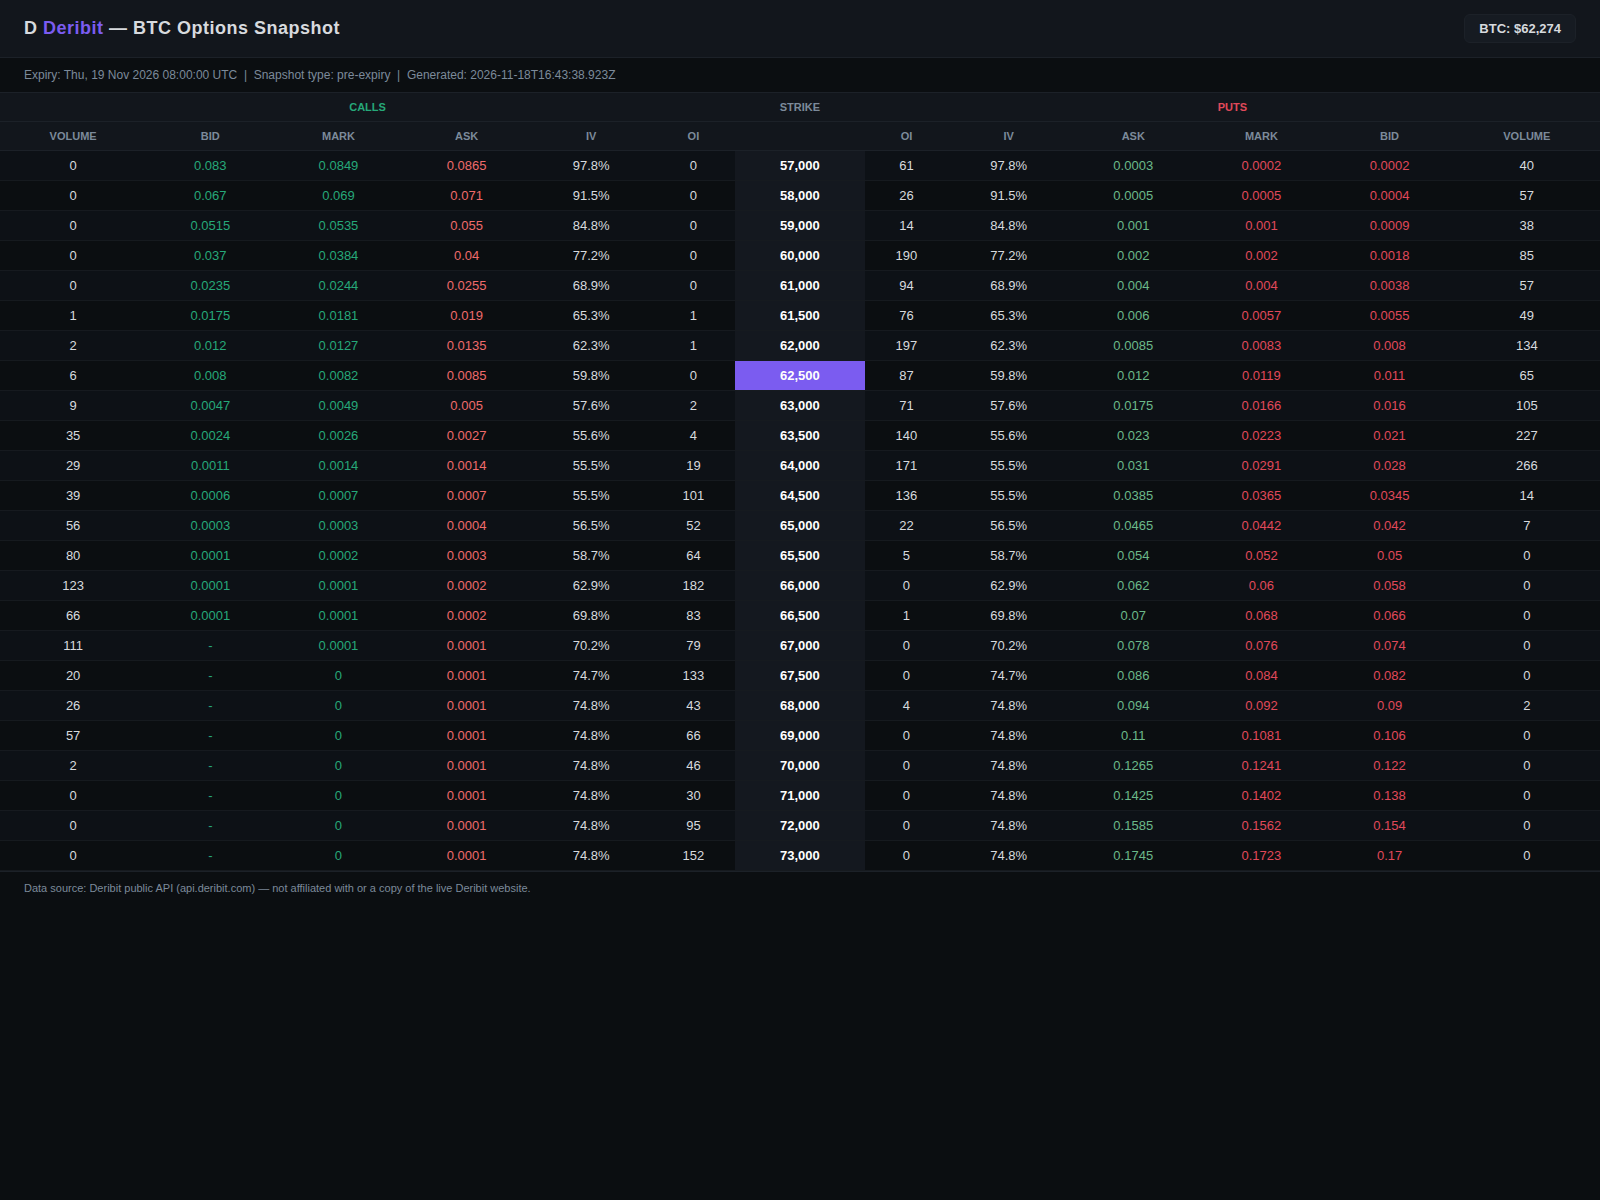 D Deribit — BTC Options Snapshot
BTC: $62,274
Expiry: Thu, 19 Nov 2026 08:00:00 UTC | Snapshot type: pre-expiry | Generated: 2026-11-18T16:43:38.923Z
CALLS STRIKE PUTS
VOLUME BID MARK ASK IV OI OI IV ASK MARK BID VOLUME
0 0.083 0.0849 0.0865 97.8% 0 57,000 61 97.8% 0.0003 0.0002 0.0002 40
0 0.067 0.069 0.071 91.5% 0 58,000 26 91.5% 0.0005 0.0005 0.0004 57
0 0.0515 0.0535 0.055 84.8% 0 59,000 14 84.8% 0.001 0.001 0.0009 38
0 0.037 0.0384 0.04 77.2% 0 60,000 190 77.2% 0.002 0.002 0.0018 85
0 0.0235 0.0244 0.0255 68.9% 0 61,000 94 68.9% 0.004 0.004 0.0038 57
1 0.0175 0.0181 0.019 65.3% 1 61,500 76 65.3% 0.006 0.0057 0.0055 49
2 0.012 0.0127 0.0135 62.3% 1 62,000 197 62.3% 0.0085 0.0083 0.008 134
6 0.008 0.0082 0.0085 59.8% 0 62,500 87 59.8% 0.012 0.0119 0.011 65
9 0.0047 0.0049 0.005 57.6% 2 63,000 71 57.6% 0.0175 0.0166 0.016 105
35 0.0024 0.0026 0.0027 55.6% 4 63,500 140 55.6% 0.023 0.0223 0.021 227
29 0.0011 0.0014 0.0014 55.5% 19 64,000 171 55.5% 0.031 0.0291 0.028 266
39 0.0006 0.0007 0.0007 55.5% 101 64,500 136 55.5% 0.0385 0.0365 0.0345 14
56 0.0003 0.0003 0.0004 56.5% 52 65,000 22 56.5% 0.0465 0.0442 0.042 7
80 0.0001 0.0002 0.0003 58.7% 64 65,500 5 58.7% 0.054 0.052 0.05 0
123 0.0001 0.0001 0.0002 62.9% 182 66,000 0 62.9% 0.062 0.06 0.058 0
66 0.0001 0.0001 0.0002 69.8% 83 66,500 1 69.8% 0.07 0.068 0.066 0
111 - 0.0001 0.0001 70.2% 79 67,000 0 70.2% 0.078 0.076 0.074 0
20 - 0 0.0001 74.7% 133 67,500 0 74.7% 0.086 0.084 0.082 0
26 - 0 0.0001 74.8% 43 68,000 4 74.8% 0.094 0.092 0.09 2
57 - 0 0.0001 74.8% 66 69,000 0 74.8% 0.11 0.1081 0.106 0
2 - 0 0.0001 74.8% 46 70,000 0 74.8% 0.1265 0.1241 0.122 0
0 - 0 0.0001 74.8% 30 71,000 0 74.8% 0.1425 0.1402 0.138 0
0 - 0 0.0001 74.8% 95 72,000 0 74.8% 0.1585 0.1562 0.154 0
0 - 0 0.0001 74.8% 152 73,000 0 74.8% 0.1745 0.1723 0.17 0
Data source: Deribit public API (api.deribit.com) — not affiliated with or a copy of the live Deribit website.